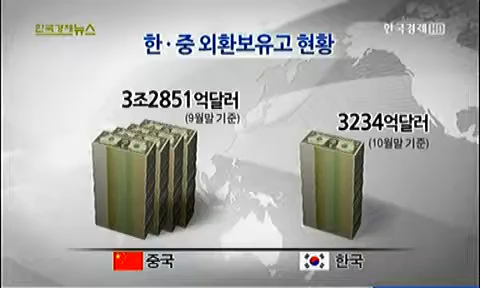 한국경제뉴스
한국경제HD
한·중 외환보유고 현황
3조2851억달러
(9월말 기준)
3234억달러
(10월말 기준)
중국
한국